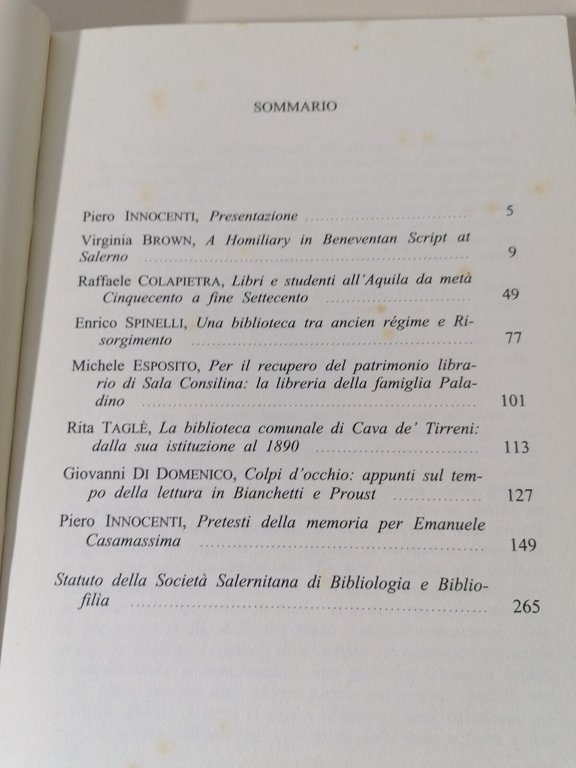 SOMMARIO
Piero INNOCENTI, Presentazione ........ 5
Virginia BROWN, A Homiliary in Beneventan Script at
Salerno ........ 9
Raffaele COLAPIETRA, Libri e studenti all'Aquila da metà
Cinquecento a fine Settecento ........ 49
Enrico SPINELLI, Una biblioteca tra ancien régime e Ri-
sorgimento ........ 77
Michele ESPOSITO, Per il recupero del patrimonio libra-
rio di Sala Consilina: la libreria della famiglia Pala-
dino ........ 101
Rita TAGLÈ, La biblioteca comunale di Cava de' Tirreni:
dalla sua istituzione al 1890 ........ 113
Giovanni DI DOMENICO, Colpi d'occhio: appunti sul tem-
po della lettura in Bianchetti e Proust ........ 127
Piero INNOCENTI, Pretesti della memoria per Emanuele
Casamassima ........ 149
Statuto della Società Salernitana di Bibliologia e Biblio-
filìa ........ 265